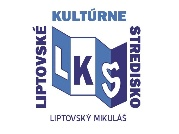 LIPTOVSKÉ
KULTÚRNE
STREDISKO
LKS
LIPTOVSKÝ MIKULÁŠ